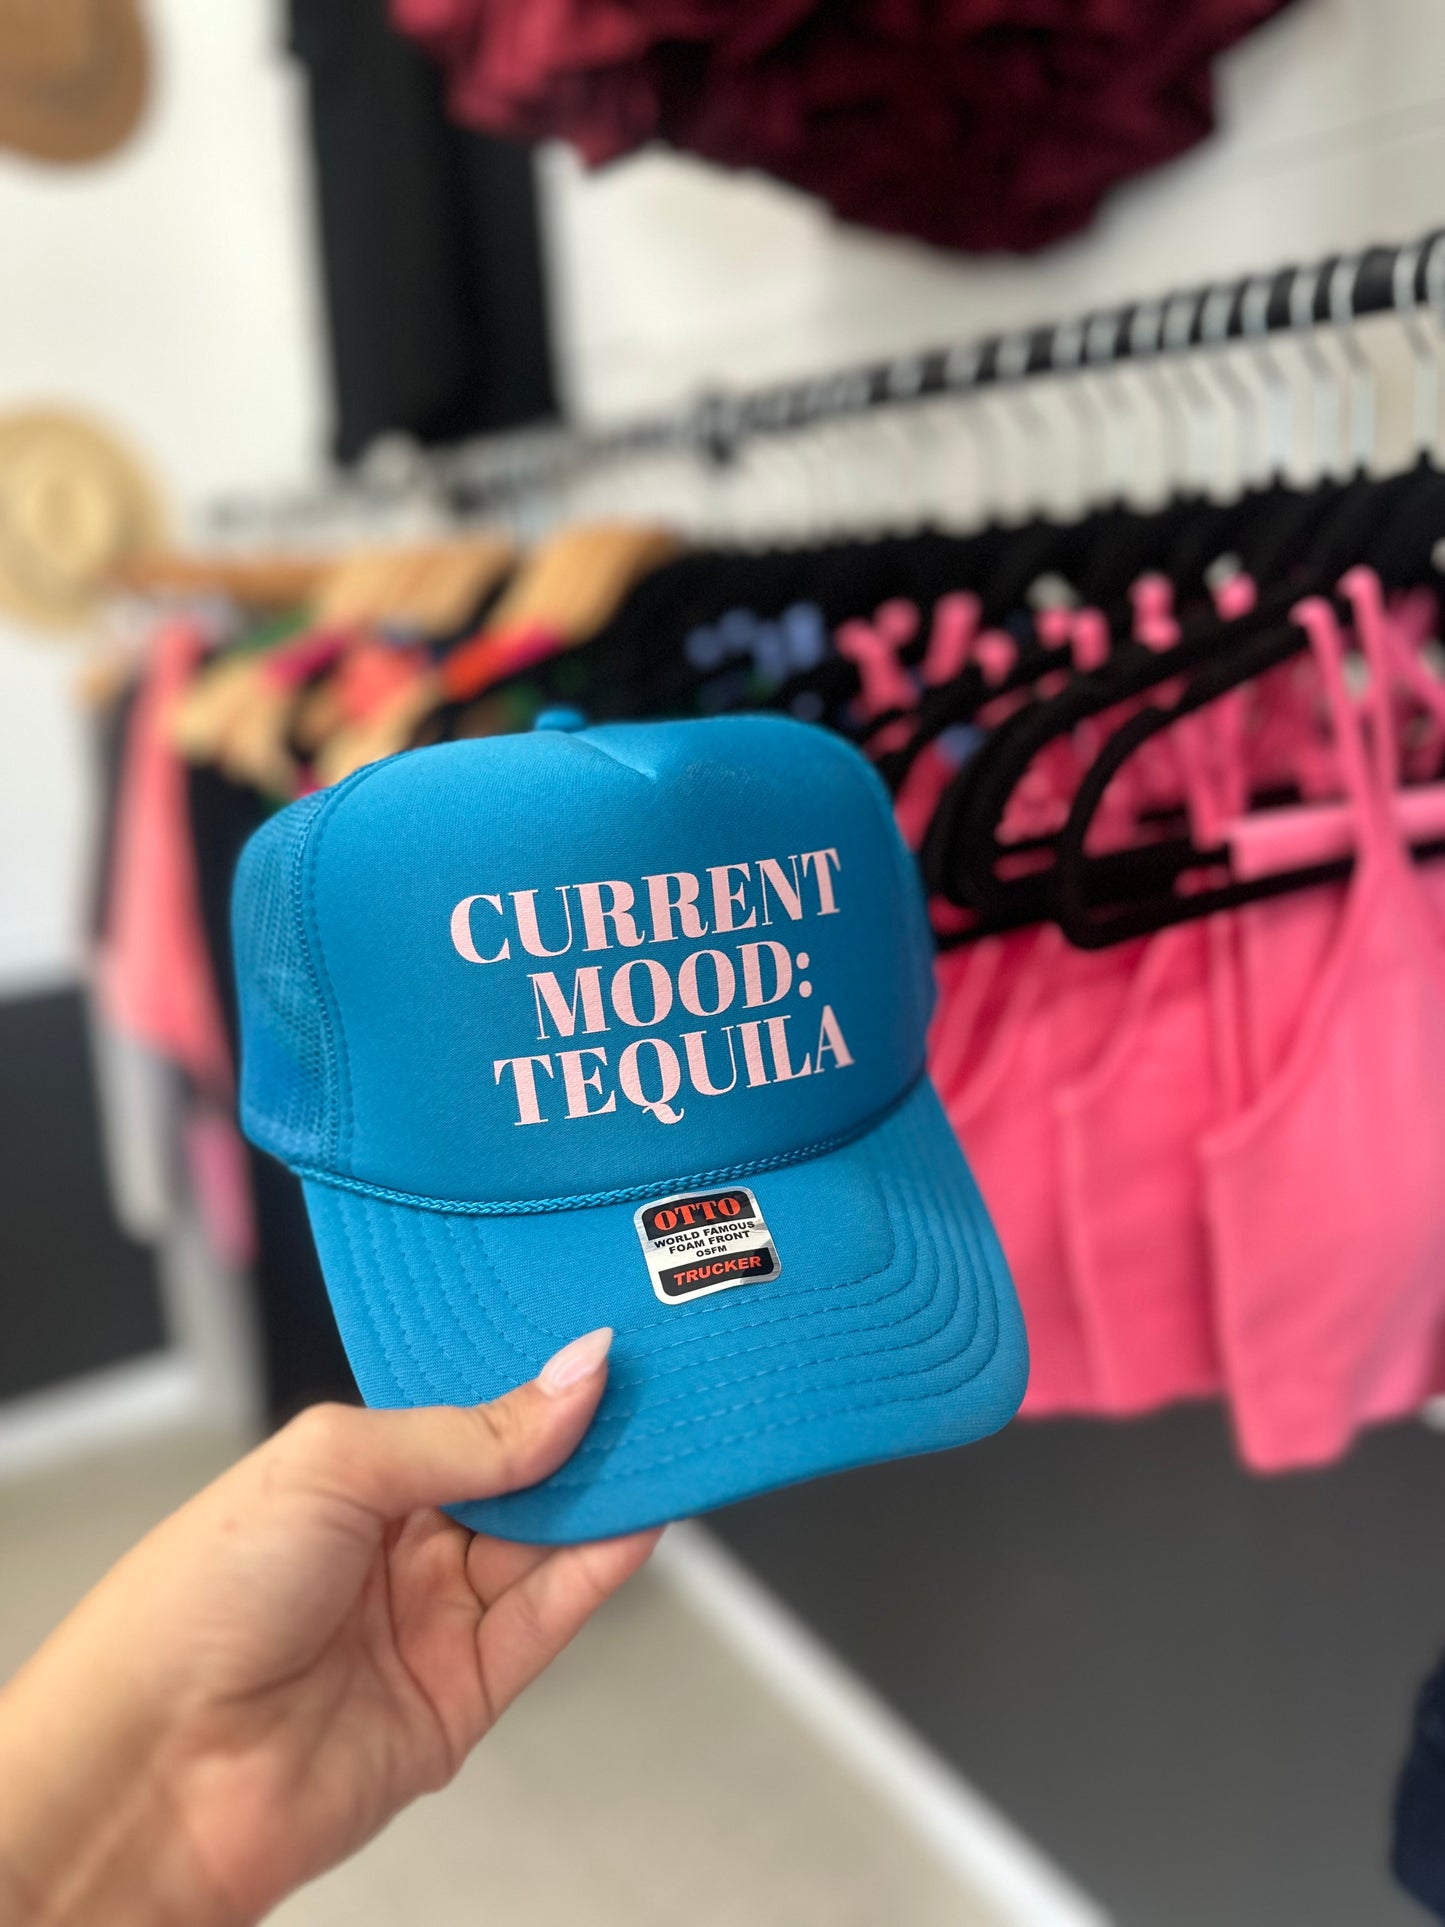 CURRENT
MOOD:
TEQUILA
OTTO
WORLD FAMOUS
FOAM FRONT
OSFM
TRUCKER